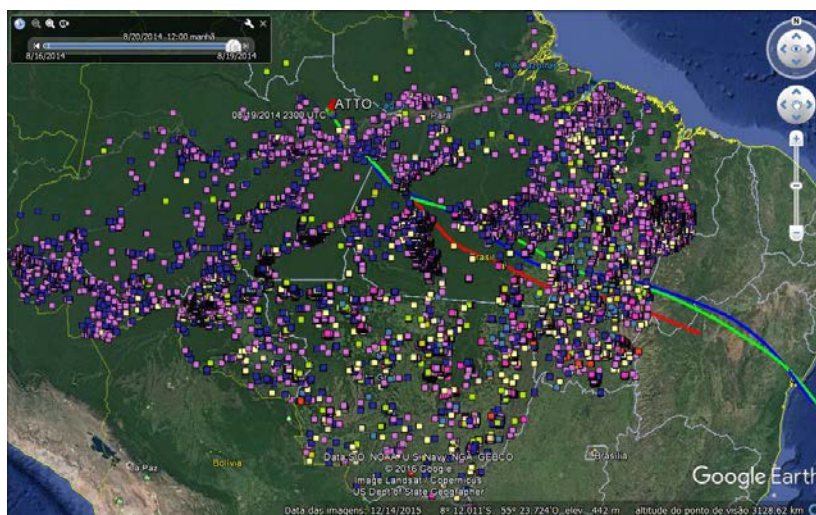 8/20/2014 12:00 manhã
8/16/2014
8/19/2014
N
ATTO
08/19/2014 2300 UTC
Pará
Brasil
Bolívia
La Paz
Brasília
Data SIO, NOAA, U.S. Navy, NGA, GEBCO
© 2016 Google
Image Landsat / Copernicus
US Dept of State Geographer
Google Earth
Data das imagens: 12/14/2015 8° 12.011'S 55° 23.724'O elev. 442 m altitude do ponto de visão 3128.62 km